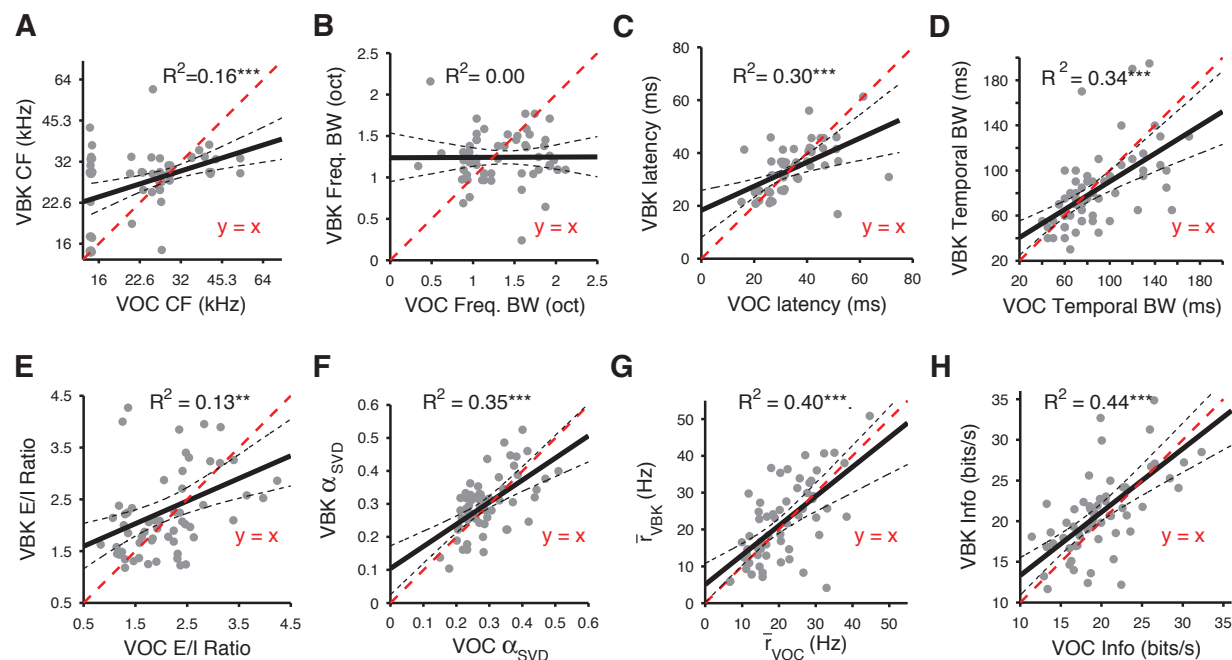 A
R²=0.16***
VBK CF (kHz)
64
45.3
32
22.6
16
y = x
16 22.6 32 45.3 64
VOC CF (kHz)
B
R²= 0.00
VBK Freq. BW (oct)
2.5
2
1.5
1
0.5
0
y = x
0 0.5 1 1.5 2 2.5
VOC Freq. BW (oct)
C
R²= 0.30***
VBK latency (ms)
80
60
40
20
0
y = x
0 20 40 60 80
VOC latency (ms)
D
R² = 0.34***
VBK Temporal BW (ms)
180
140
100
60
20
y = x
20 60 100 140 180
VOC Temporal BW (ms)
E
R² = 0.13**
VBK E/I Ratio
4.5
3.5
2.5
1.5
0.5
y = x
0.5 1.5 2.5 3.5 4.5
VOC E/I Ratio
F
R² = 0.35***
VBK αSVD
0.6
0.5
0.4
0.3
0.2
0.1
0
y = x
0 0.1 0.2 0.3 0.4 0.5 0.6
VOC αSVD
G
R² = 0.40***.
r̄VBK (Hz)
50
40
30
20
10
0
y = x
0 10 20 30 40 50
r̄VOC (Hz)
H
R² = 0.44***
VBK Info (bits/s)
35
30
25
20
15
10
y = x
10 15 20 25 30 35
VOC Info (bits/s)